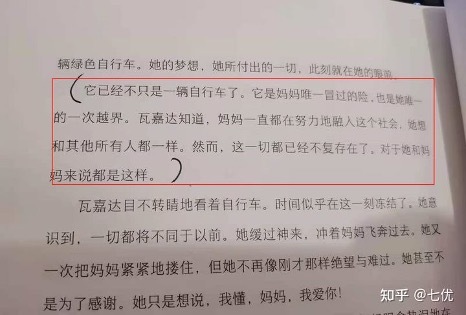 辆绿色自行车。她的梦想，她所付出的一切，此刻就在她的眼前。
它已经不只是一辆自行车了。它是妈妈唯一冒过的险，也是她唯一
的一次越界。瓦嘉达知道，妈妈一直都在努力地融入这个社会，她想
和其他所有人都一样。然而，这一切都已经不复存在了。对于她和妈
妈来说都是这样。
瓦嘉达目不转睛地看着自行车。时间似乎在这一刻冻结了。她意
识到，一切都将不同于以前。她缓过神来，冲着妈妈飞奔过去，她又
一次把妈妈紧紧地搂住，但她不再像刚才那样绝望与难过。她甚至不
是为了感谢。她只是想说，我懂，妈妈，我爱你！
知乎 @七优